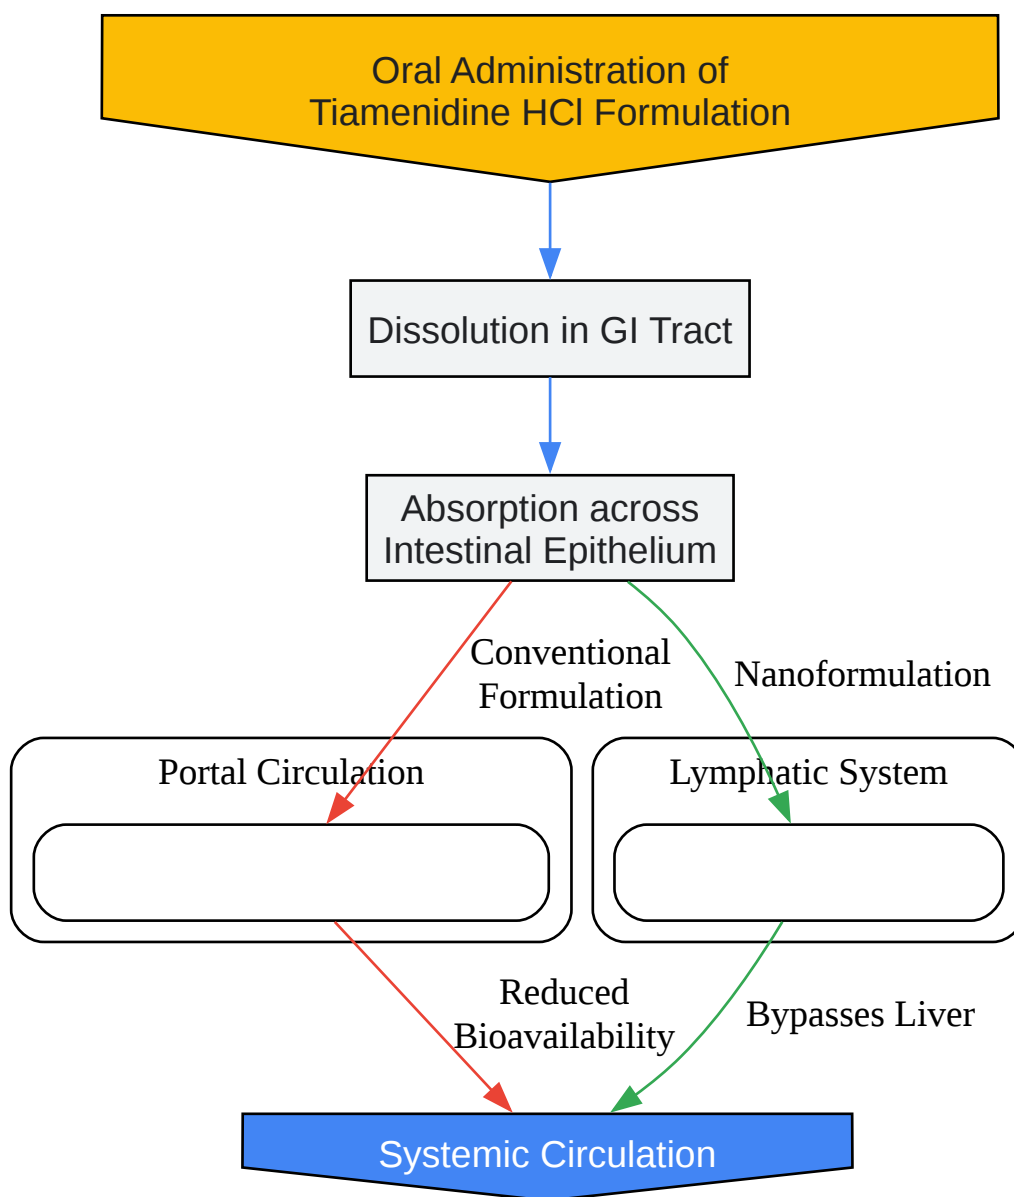 Oral Administration of
Tiamenidine HCl Formulation
Dissolution in GI Tract
Absorption across
Intestinal Epithelium
Conventional
Formulation
Nanoformulation
Portal Circulation
Lymphatic System
Reduced
Bioavailability
Bypasses Liver
Systemic Circulation